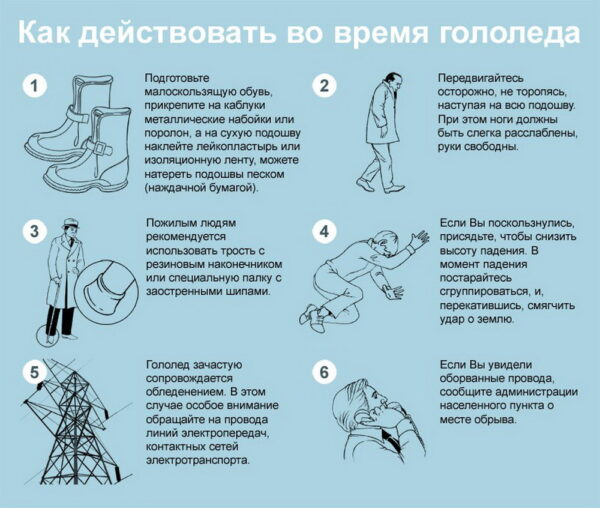 Как действовать во время гололеда
1
Подготовьте
малоскользящую обувь,
прикрепите на каблуки
металлические набойки или
поролон, а на сухую подошву
наклейте лейкопластырь или
изоляционную ленту, можете
натереть подошвы песком
(наждачной бумагой).
2
Передвигайтесь
осторожно, не торопясь,
наступая на всю подошву.
При этом ноги должны
быть слегка расслаблены,
руки свободны.
3
Пожилым людям
рекомендуется
использовать трость с
резиновым наконечником
или специальную палку с
заостренными шипами.
4
Если Вы поскользнулись,
присядьте, чтобы снизить
высоту падения. В
момент падения
постарайтесь
сгруппироваться, и,
перекатившись, смягчить
удар о землю.
5
Гололед зачастую
сопровождается
обледенением. В этом
случае особое внимание
обращайте на провода
линий электропередач,
контактных сетей
электротранспорта.
6
Если Вы увидели
оборванные провода,
сообщите администрации
населенного пункта о
месте обрыва.